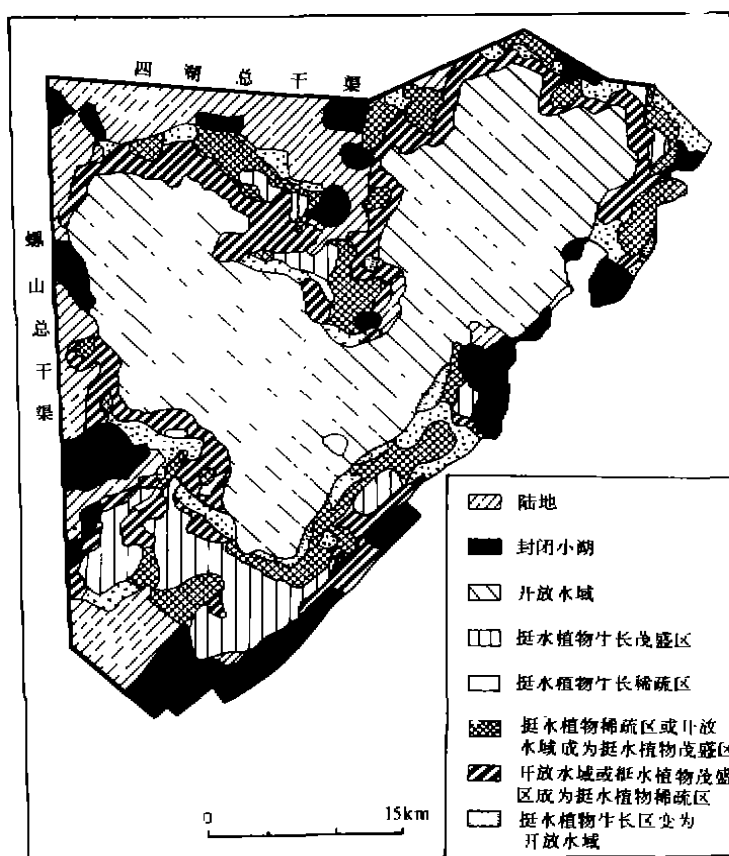 四湖总干渠
螺山总干渠
陆地
封闭小湖
开放水域
挺水植物生长茂盛区
挺水植物生长稀疏区
挺水植物稀疏区或开放
水域成为挺水植物茂盛区
开放水域或挺水植物茂盛
区成为挺水植物稀疏区
挺水植物生长区变为
开放水域
0 15km